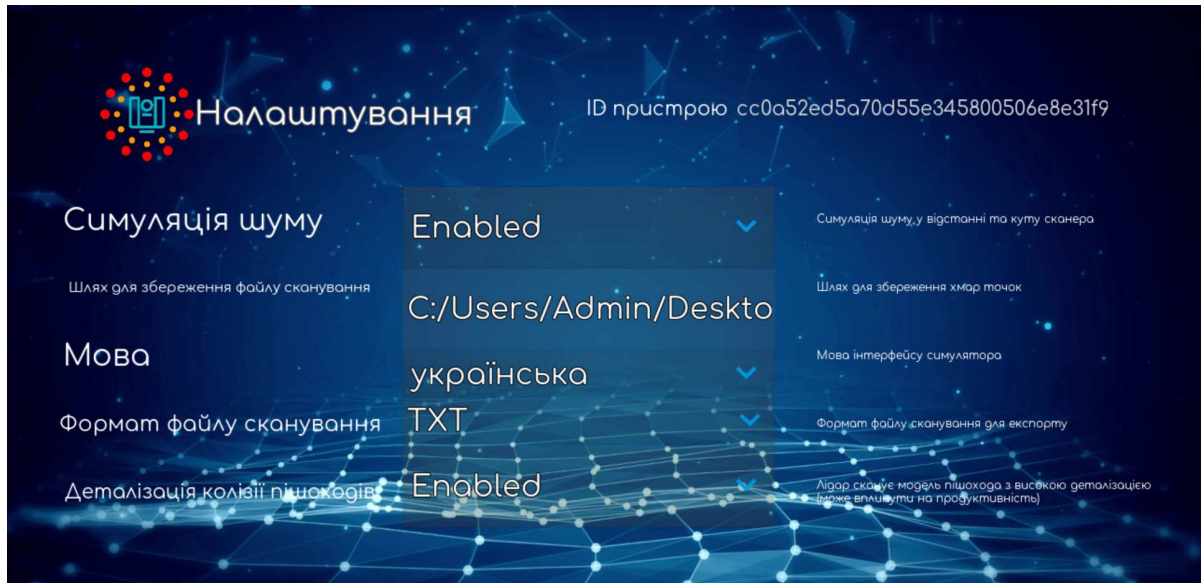 Налаштування
ID пристрою cc0a52ed5a70d55e345800506e8e31f9
Симуляція шуму
Enabled
Симуляція шуму у відстанні та куту сканера
Шлях для збереження файлу сканування
C:/Users/Admin/Deskto
Шлях для збереження хмар точок
Мова
українська
Мова інтерфейсу симулятора
Формат файлу сканування
TXT
Формат файлу сканування для експорту
Деталізація колізії пішоходів
Enabled
Лідар сканує модель пішохода з високою деталізацією
(може вплинути на продуктивність)